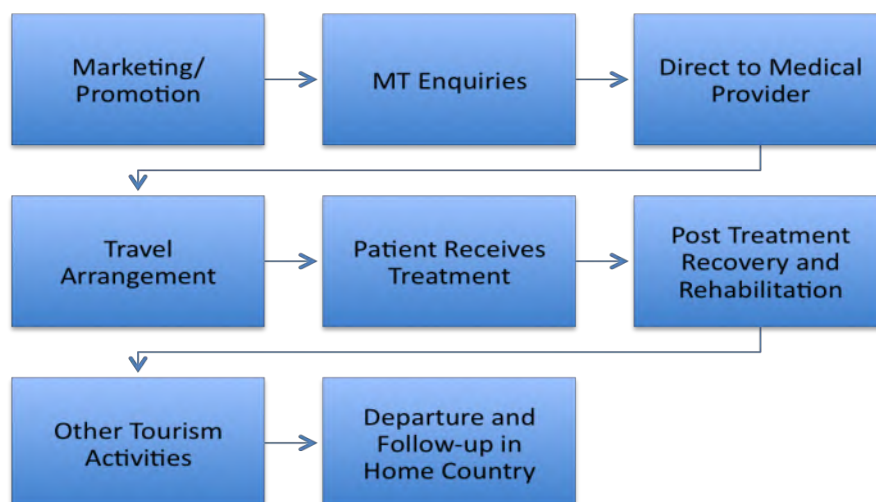 Marketing/
Promotion
MT Enquiries
Direct to Medical
Provider
Travel
Arrangement
Patient Receives
Treatment
Post Treatment
Recovery and
Rehabilitation
Other Tourism
Activities
Departure and
Follow-up in
Home Country